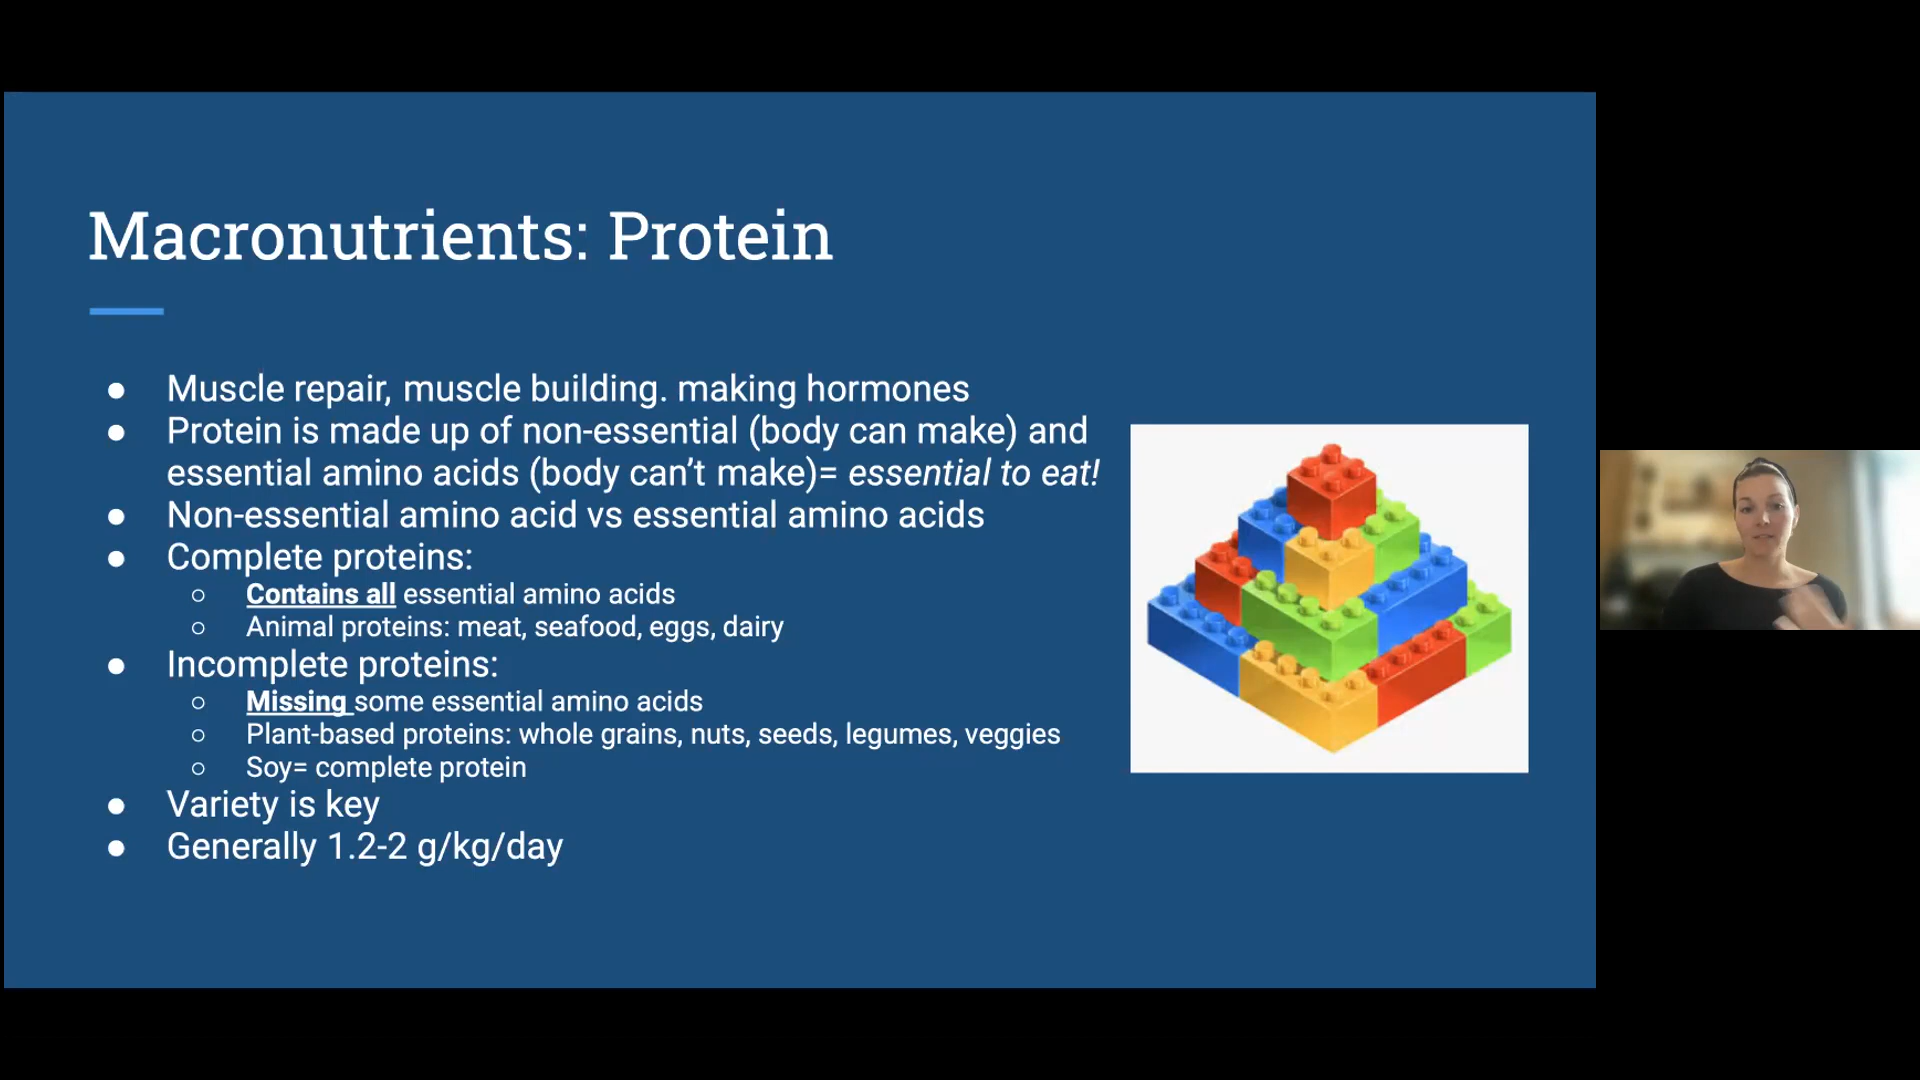 Macronutrients: Protein
● Muscle repair, muscle building. making hormones
● Protein is made up of non-essential (body can make) and
essential amino acids (body can’t make)= essential to eat!
● Non-essential amino acid vs essential amino acids
● Complete proteins:
○ Contains all essential amino acids
○ Animal proteins: meat, seafood, eggs, dairy
● Incomplete proteins:
○ Missing some essential amino acids
○ Plant-based proteins: whole grains, nuts, seeds, legumes, veggies
○ Soy= complete protein
● Variety is key
● Generally 1.2-2 g/kg/day